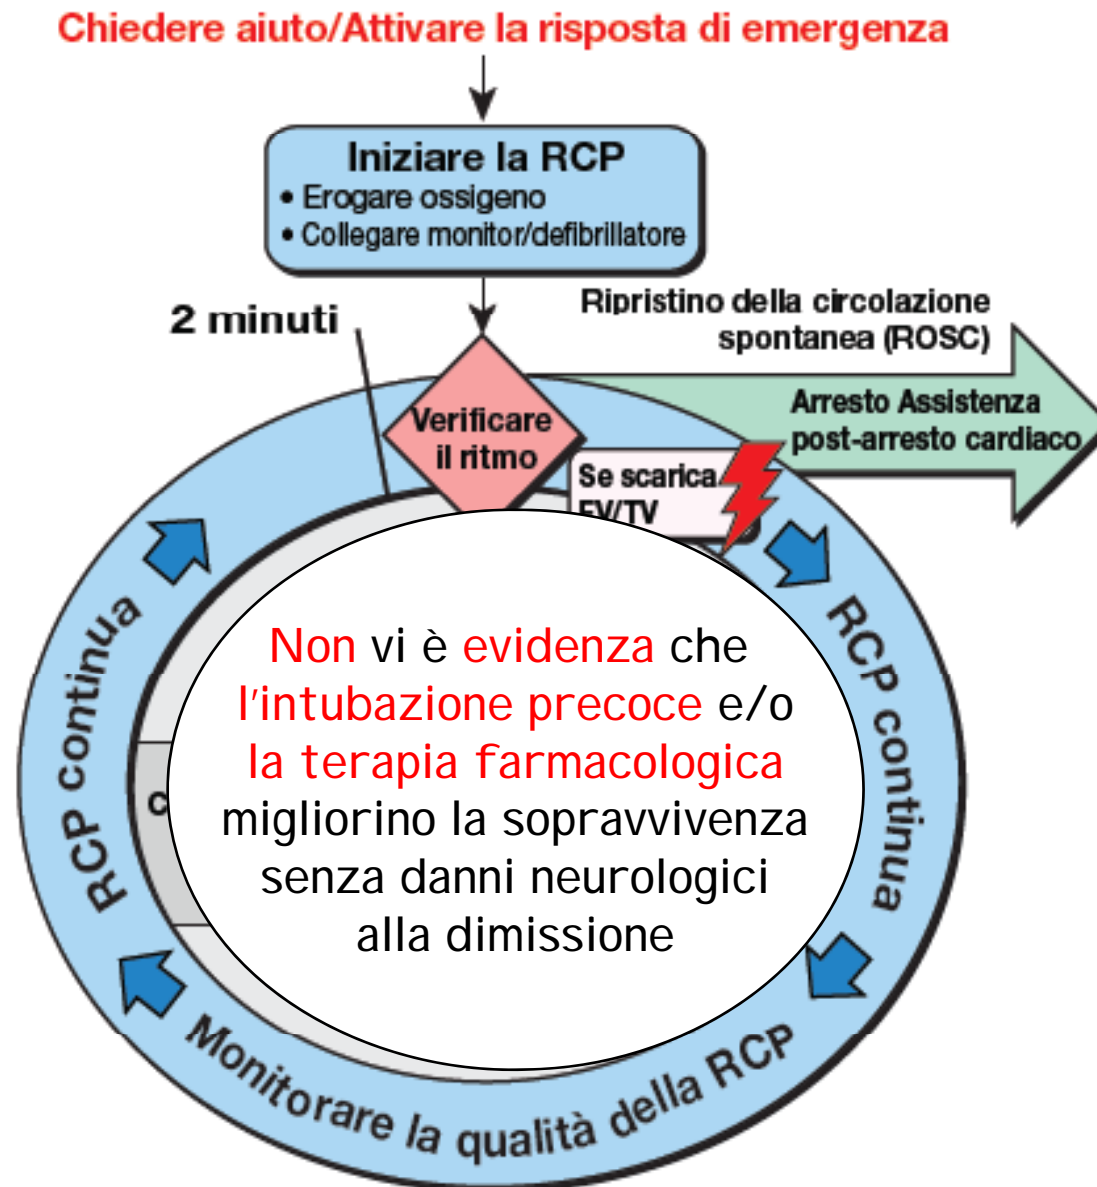 Chiedere aiuto/Attivare la risposta di emergenza
Iniziare la RCP
• Erogare ossigeno
• Collegare monitor/defibrillatore
2 minuti
Ripristino della circolazione
spontanea (ROSC)
Arresto Assistenza
post-arresto cardiaco
Verificare
il ritmo
Se scarica
FV/TV
RCP continua
RCP continua
Monitorare la qualità della RCP
Non vi è evidenza che
l'intubazione precoce e/o
la terapia farmacologica
migliorino la sopravvivenza
senza danni neurologici
alla dimissione